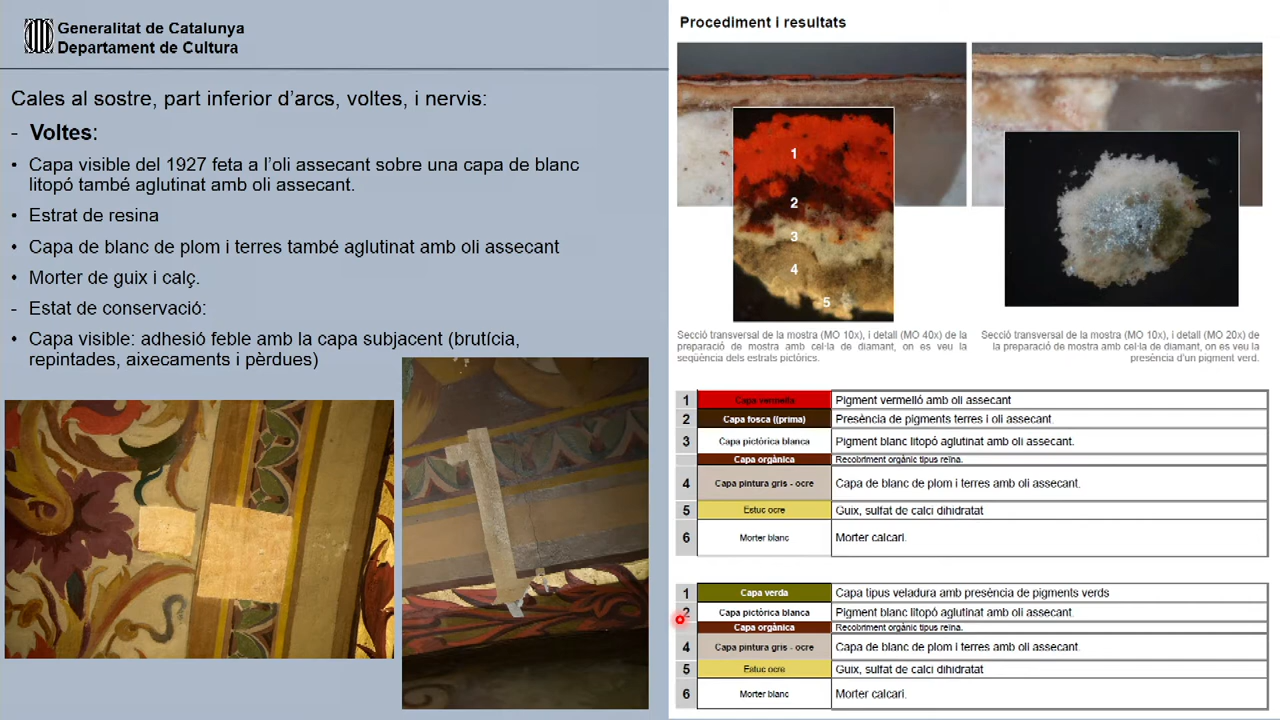 Generalitat de Catalunya
Departament de Cultura
Cales al sostre, part inferior d'arcs, voltes, i nervis:
- Voltes:
• Capa visible del 1927 feta a l'oli assecant sobre una capa de blanc
litopó també aglutinat amb oli assecant.
• Estrat de resina
• Capa de blanc de plom i terres també aglutinat amb oli assecant
• Morter de guix i calç.
- Estat de conservació:
• Capa visible: adhesió feble amb la capa subjacent (brutícia,
repintades, aixecaments i pèrdues)
Procediment i resultats
1
2
3
4
5
Secció transversal de la mostra (MO 10x), i detall (MO 40x) de la
preparació de mostra amb cel·la de diamant, on es veu la
seqüència dels estrats pictòrics.
Secció transversal de la mostra (MO 10x), i detall (MO 20x) de
la preparació de mostra amb cel·la de diamant, on es veu la
presència d'un pigment verd.
1 Capa vermella Pigment vermelló amb oli assecant
2 Capa fosca ((prima) Presència de pigments terres i oli assecant.
3 Capa pictòrica blanca Pigment blanc litopó aglutinat amb oli assecant.
Capa orgànica Recobriment orgànic tipus reïna.
4 Capa pintura gris - ocre Capa de blanc de plom i terres amb oli assecant.
5 Estuc ocre Guix, sulfat de calci dihidratat
6 Morter blanc Morter calcari.
1 Capa verda Capa tipus veladura amb presència de pigments verds
2 Capa pictòrica blanca Pigment blanc litopó aglutinat amb oli assecant.
Capa orgànica Recobriment orgànic tipus reïna.
4 Capa pintura gris - ocre Capa de blanc de plom i terres amb oli assecant.
5 Estuc ocre Guix, sulfat de calci dihidratat
6 Morter blanc Morter calcari.